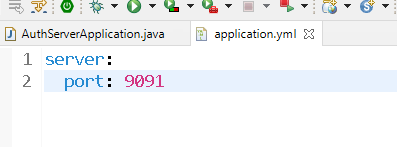 AuthServerApplication.java
application.yml
1 server:
2   port: 9091